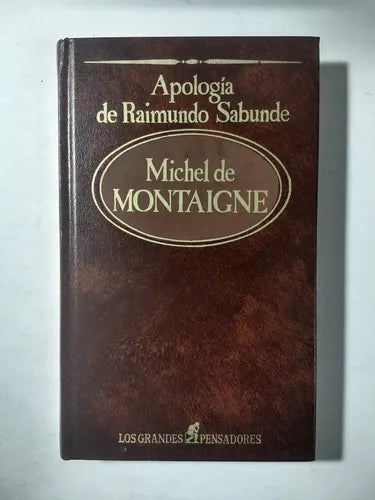 Apología
de Raimundo Sabunde
Michel de
MONTAIGNE
LOS GRANDES PENSADORES